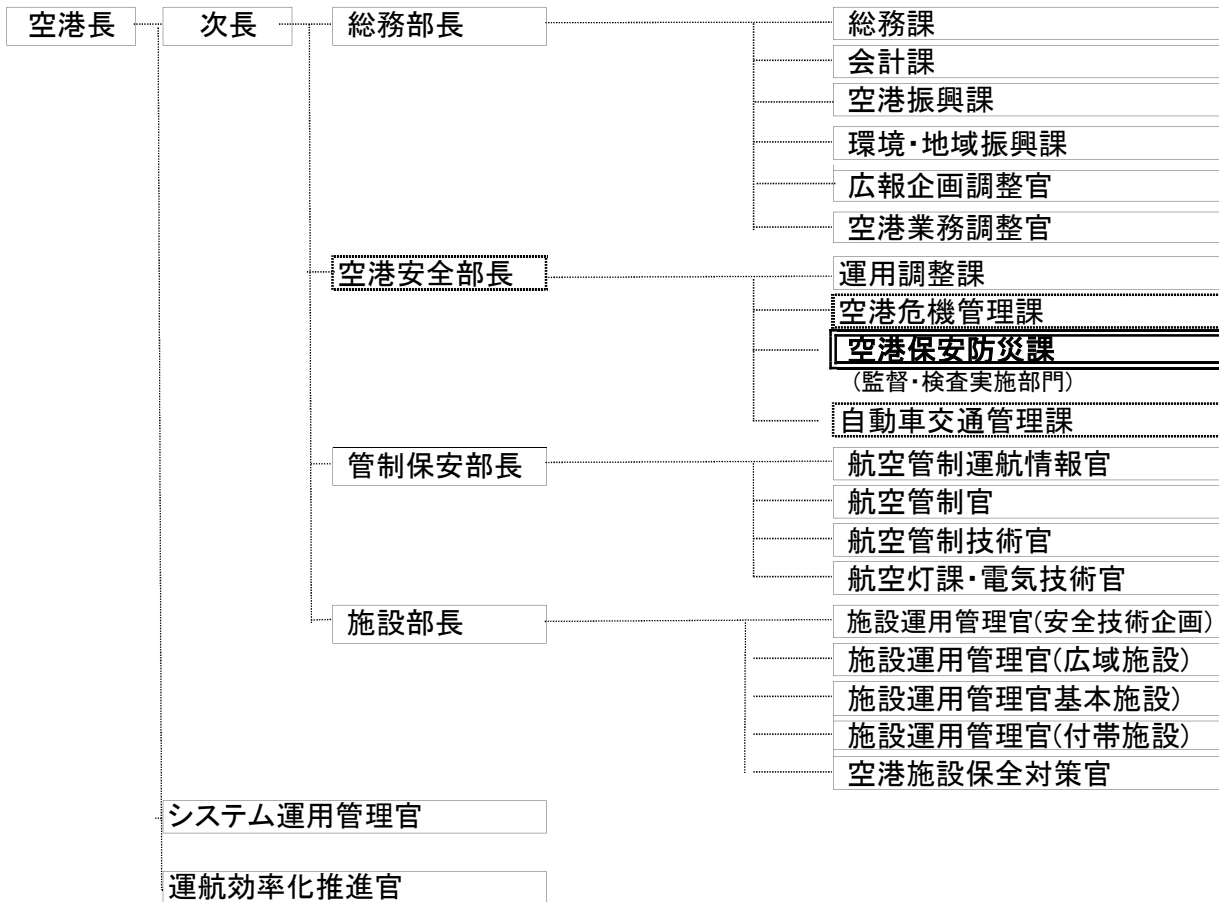 空港長
次長
総務部長
総務課
会計課
空港振興課
環境・地域振興課
広報企画調整官
空港業務調整官
空港安全部長
運用調整課
空港危機管理課
空港保安防災課
(監督・検査実施部門)
自動車交通管理課
管制保安部長
航空管制運航情報官
航空管制官
航空管制技術官
航空灯課・電気技術官
施設部長
施設運用管理官(安全技術企画)
施設運用管理官(広域施設)
施設運用管理官基本施設)
施設運用管理官(付帯施設)
空港施設保全対策官
システム運用管理官
運航効率化推進官